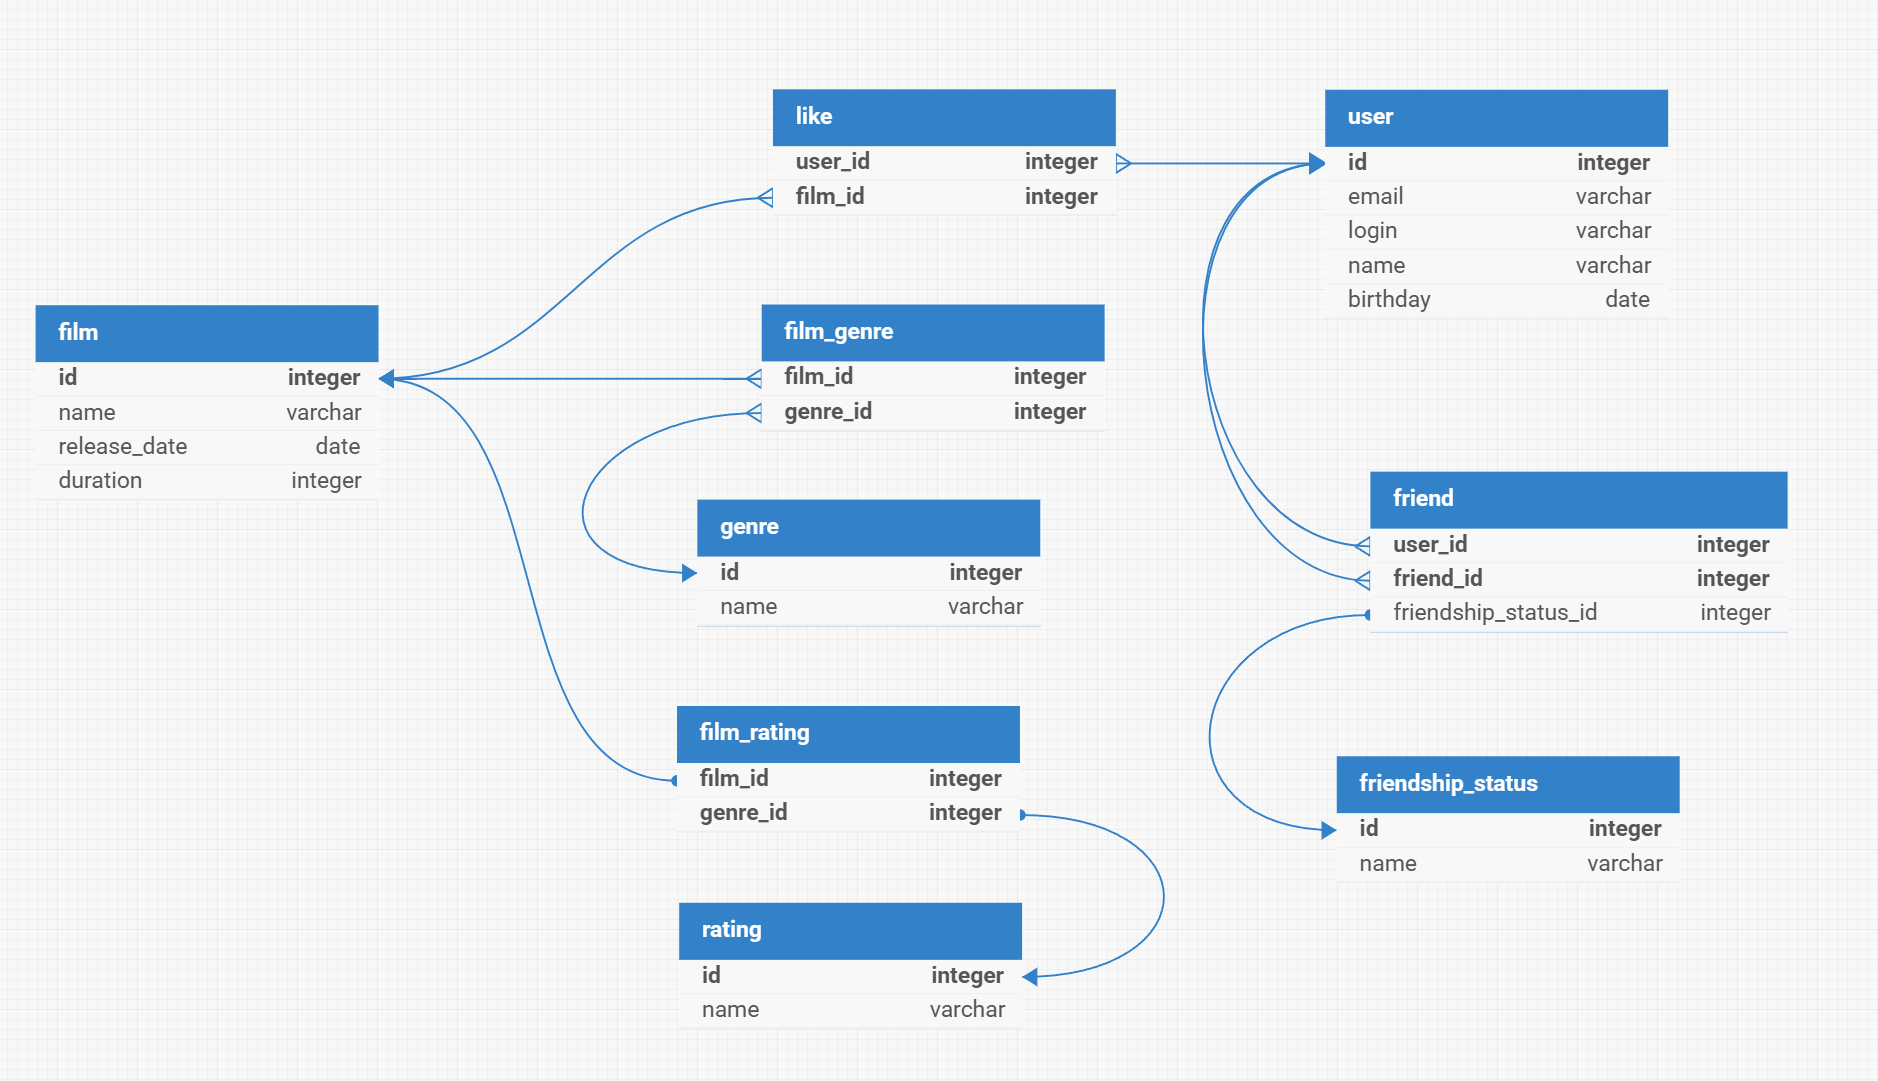 like
user_id integer
film_id integer
user
id integer
email varchar
login varchar
name varchar
birthday date
film
id integer
name varchar
release_date date
duration integer
film_genre
film_id integer
genre_id integer
genre
id integer
name varchar
friend
user_id integer
friend_id integer
friendship_status_id integer
film_rating
film_id integer
genre_id integer
friendship_status
id integer
name varchar
rating
id integer
name varchar